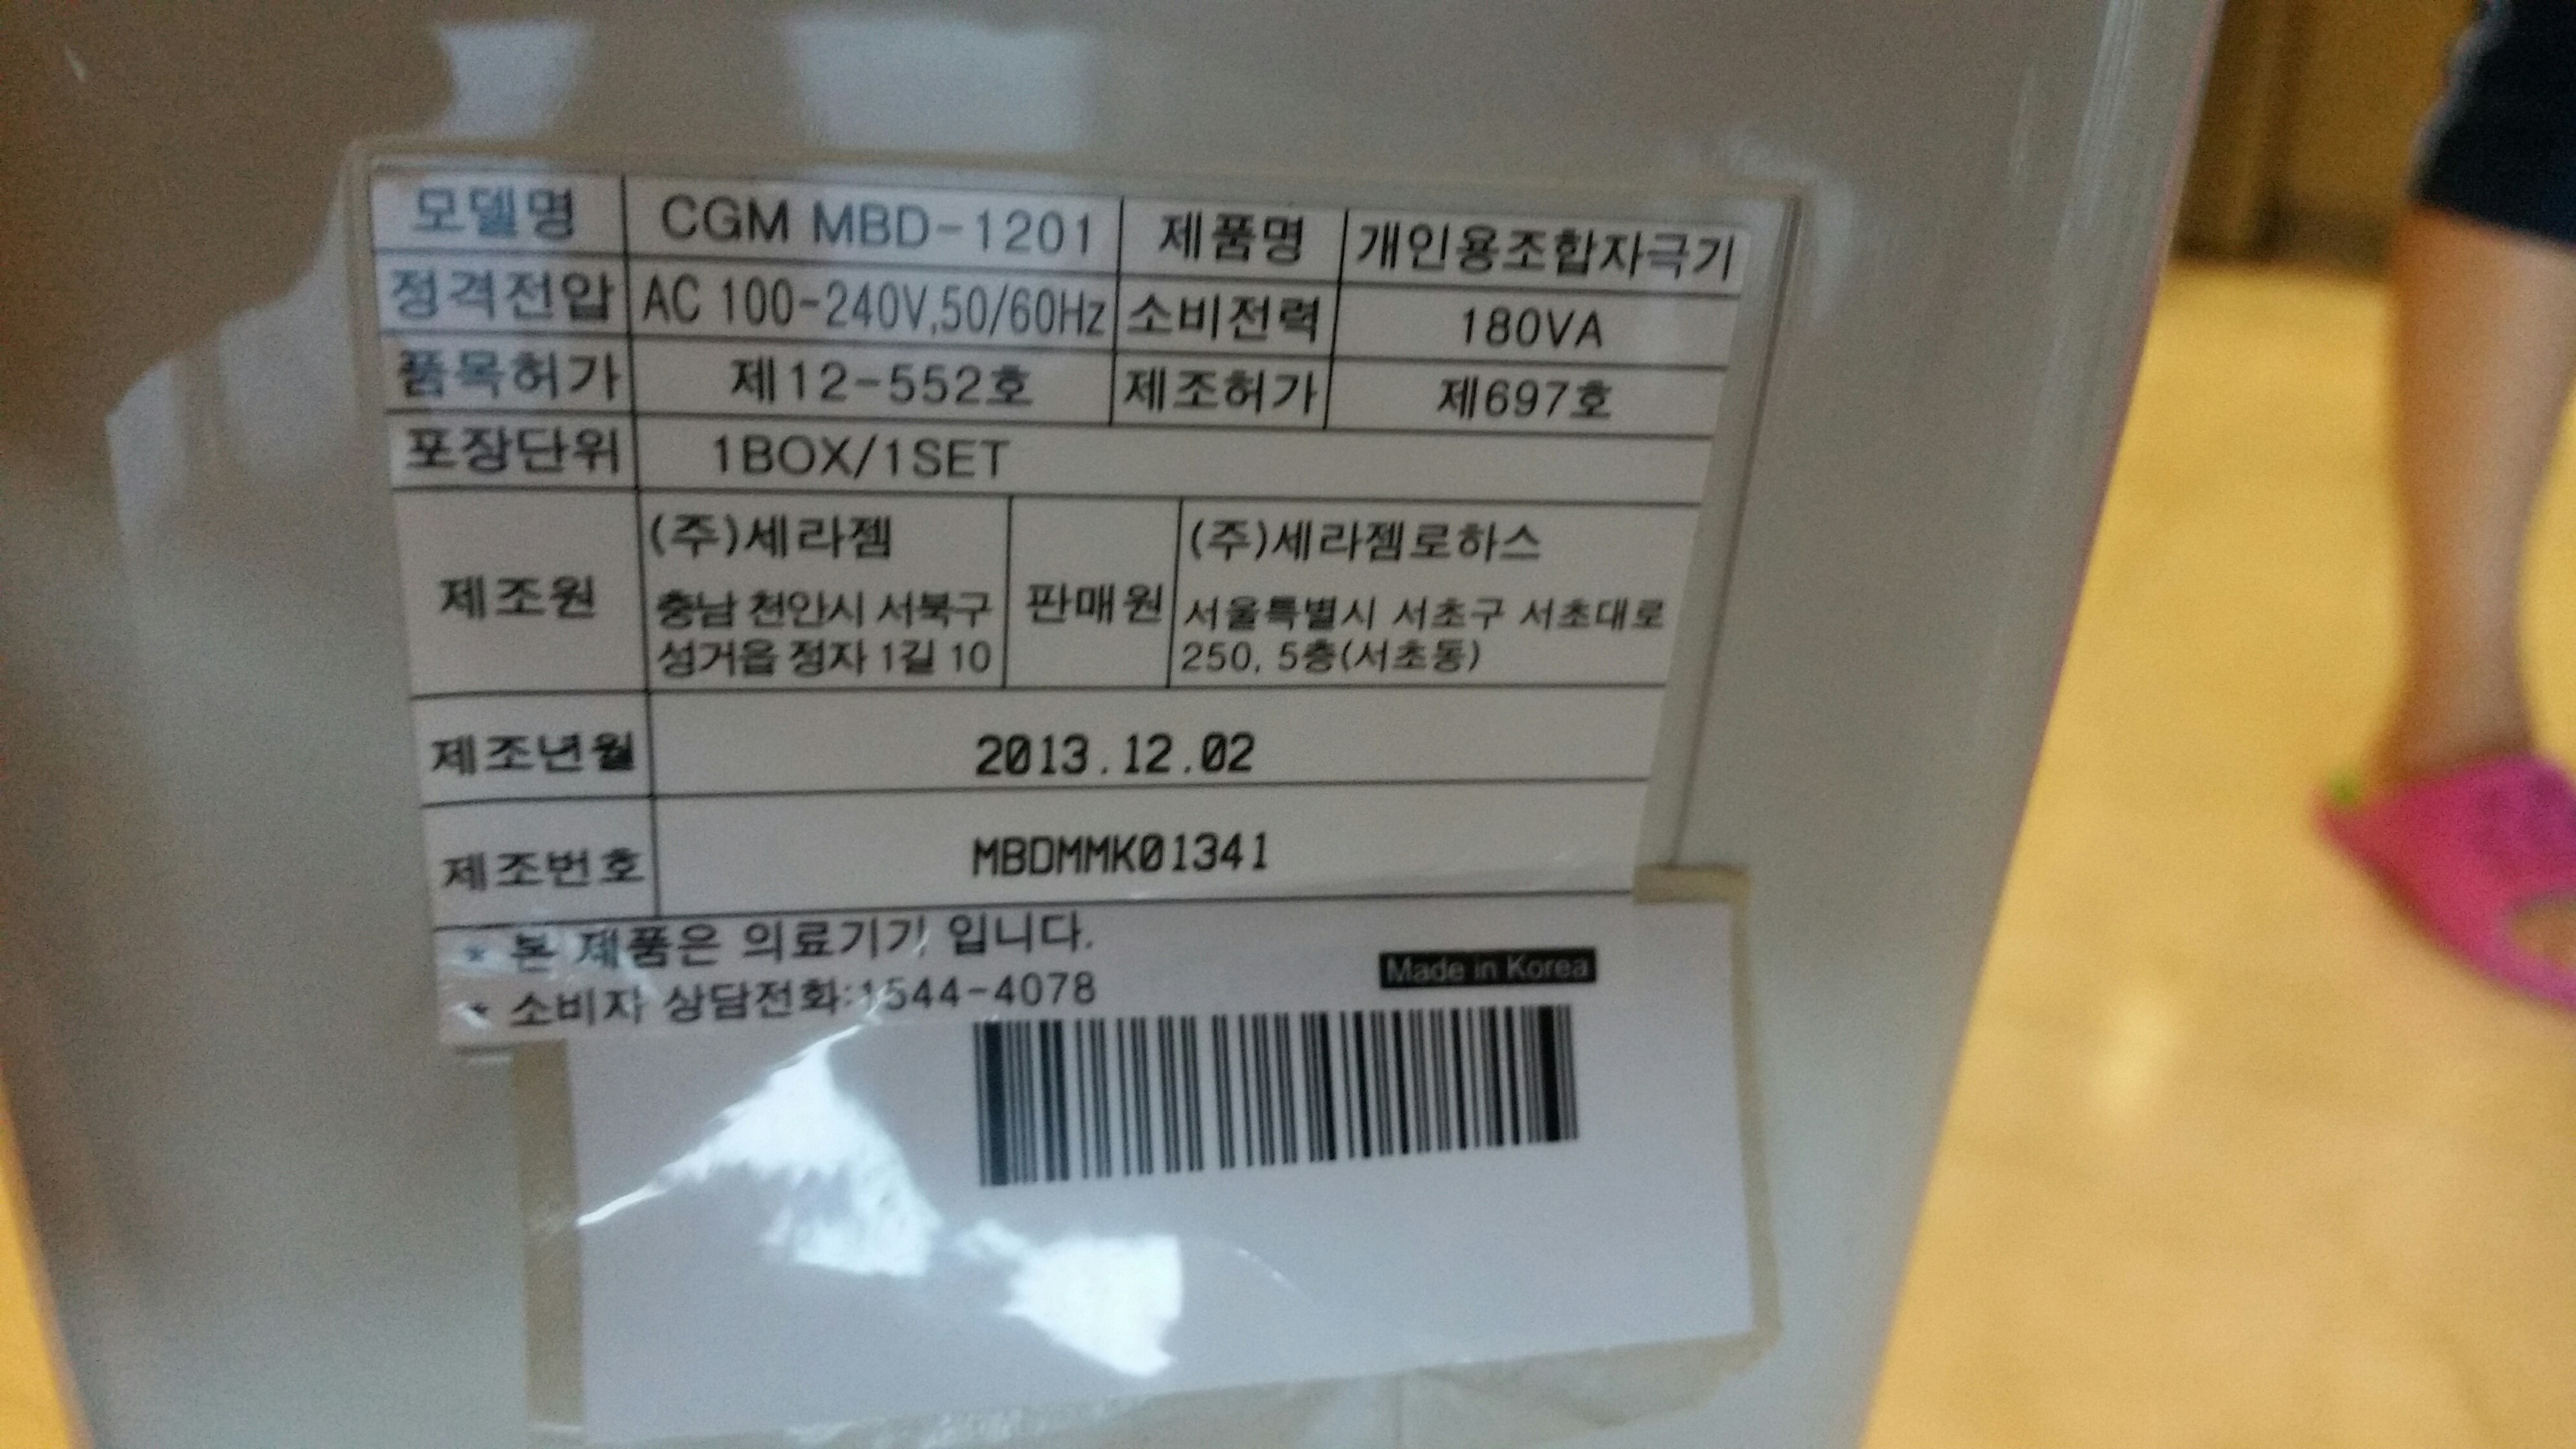 모델명 CGM MBD-1201 제품명 개인용조합자극기
정격전압 AC 100-240V,50/60Hz 소비전력 180VA
품목허가 제12-552호 제조허가 제697호
포장단위 1BOX/1SET
제조원 (주)세라젬
충남 천안시 서북구
성거읍 정자1길 10
판매원 (주)세라젬로하스
서울특별시 서초구 서초대로
250, 5층(서초동)
제조년월 2013.12.02
제조번호 MBDMMK01341
* 본 제품은 의료기기 입니다.
* 소비자 상담전화:1544-4078
Made in Korea